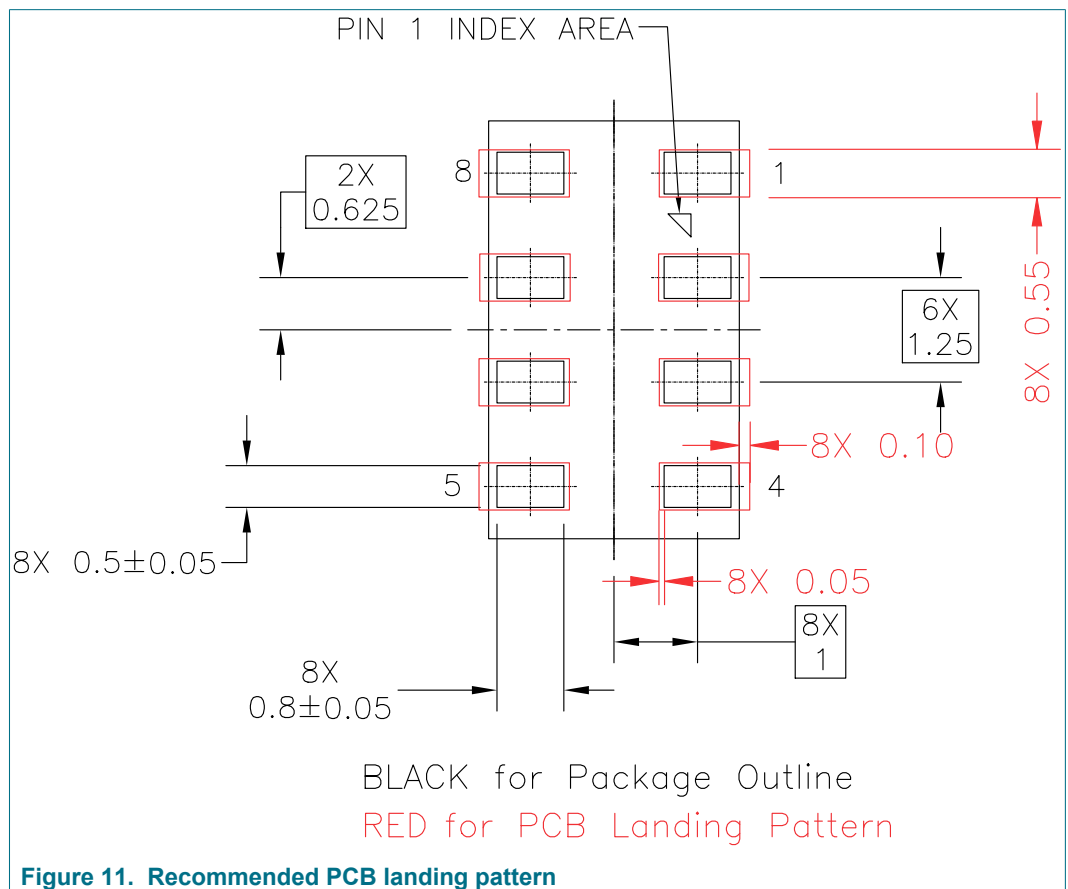 PIN 1 INDEX AREA
8
1
2X
0.625
8X 0.55
6X
1.25
8X 0.10
5
4
8X 0.5±0.05
8X 0.05
8X
1
8X
0.8±0.05
BLACK for Package Outline
RED for PCB Landing Pattern
Figure 11. Recommended PCB landing pattern